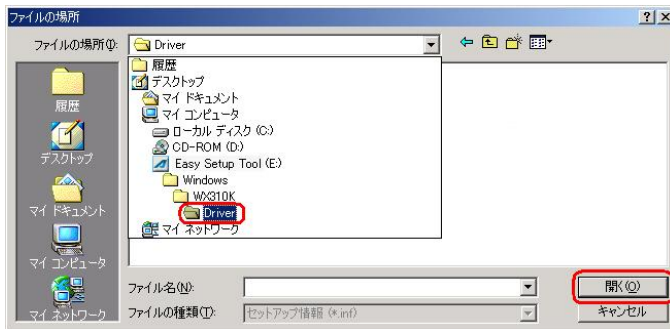 ファイルの場所
ファイルの場所(I):
Driver
履歴
デスクトップ
マイ ドキュメント
マイ コンピュータ
ローカル ディスク (C:)
CD-ROM (D:)
Easy Setup Tool (E:)
Windows
WX310K
Driver
マイ ネットワーク
履歴
デスクトップ
マイ ドキュメント
マイ コンピュータ
マイ ネットワーク
ファイル名(N):
開く(O)
ファイルの種類(T):
セットアップ情報 (*.inf)
キャンセル